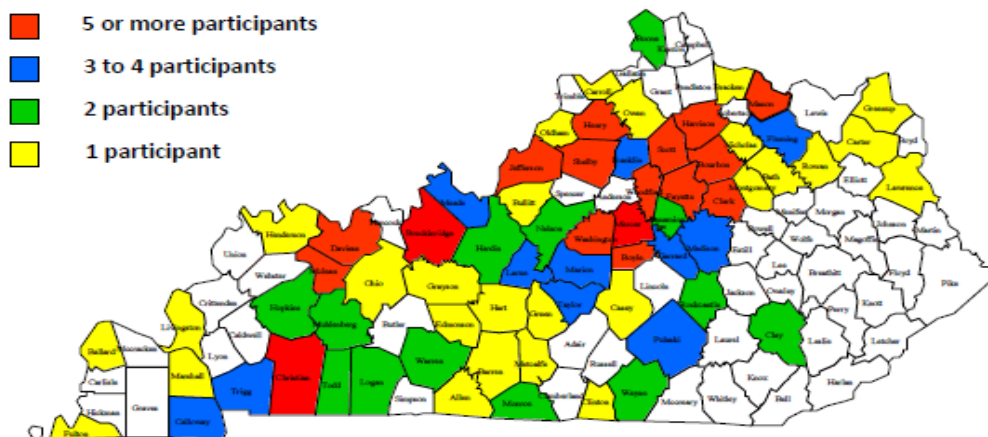 5 or more participants
3 to 4 participants
2 participants
1 participant
Boone
Kenton
Campbell
Gallatin
Carroll
Trimble
Owen
Grant
Pendleton
Bracken
Mason
Robertson
Lewis
Greenup
Boyd
Carter
Oldham
Henry
Harrison
Nicholas
Fleming
Rowan
Elliott
Lawrence
Jefferson
Shelby
Franklin
Scott
Bourbon
Bath
Montgomery
Spencer
Anderson
Woodford
Fayette
Clark
Menifee
Morgan
Johnson
Martin
Meade
Bullitt
Nelson
Washington
Mercer
Jessamine
Madison
Powell
Wolfe
Magoffin
Estill
Lee
Breathitt
Floyd
Pike
Henderson
Daviess
Hancock
Breckinridge
Hardin
Larue
Marion
Boyle
Garrard
Union
Webster
McLean
Ohio
Grayson
Hart
Green
Taylor
Casey
Lincoln
Rockcastle
Jackson
Owsley
Perry
Knott
Crittenden
Hopkins
Muhlenberg
Butler
Edmonson
Adair
Russell
Pulaski
Laurel
Clay
Leslie
Letcher
Livingston
Lyon
Caldwell
Christian
Todd
Logan
Warren
Barren
Metcalfe
Ballard
McCracken
Carlisle
Graves
Marshall
Trigg
Simpson
Allen
Monroe
Cumberland
Clinton
Wayne
McCreary
Whitley
Knox
Bell
Harlan
Hickman
Fulton
Calloway